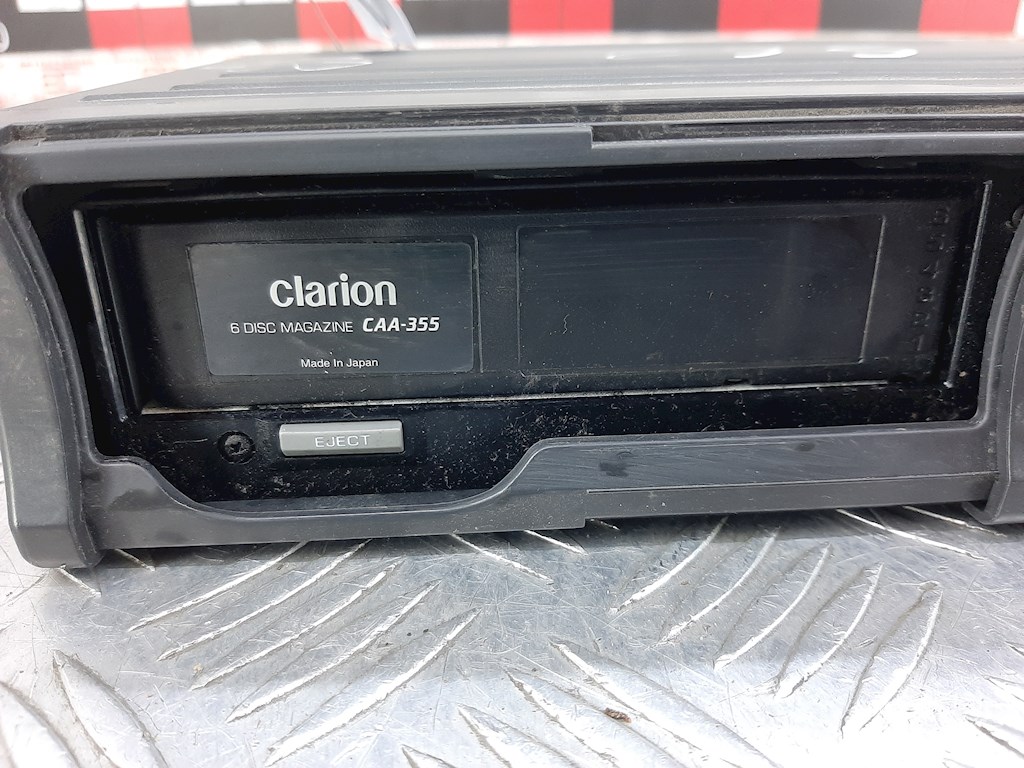 clarion
6 DISC MAGAZINE CAA-355
Made In Japan
EJECT